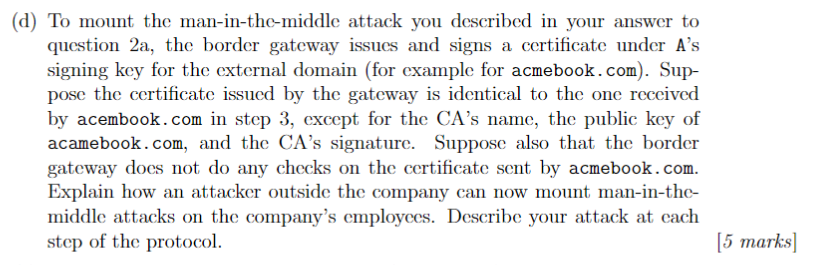 (d) To mount the man-in-the-middle attack you described in your answer to
question 2a, the border gateway issues and signs a certificate under A's
signing key for the external domain (for example for acmebook.com). Sup-
pose the certificate issued by the gateway is identical to the one received
by acembook.com in step 3, except for the CA's name, the public key of
acamebook.com, and the CA's signature. Suppose also that the border
gateway does not do any checks on the certificate sent by acmebook.com.
Explain how an attacker outside the company can now mount man-in-the-
middle attacks on the company's employees. Describe your attack at each
step of the protocol. [5 marks]